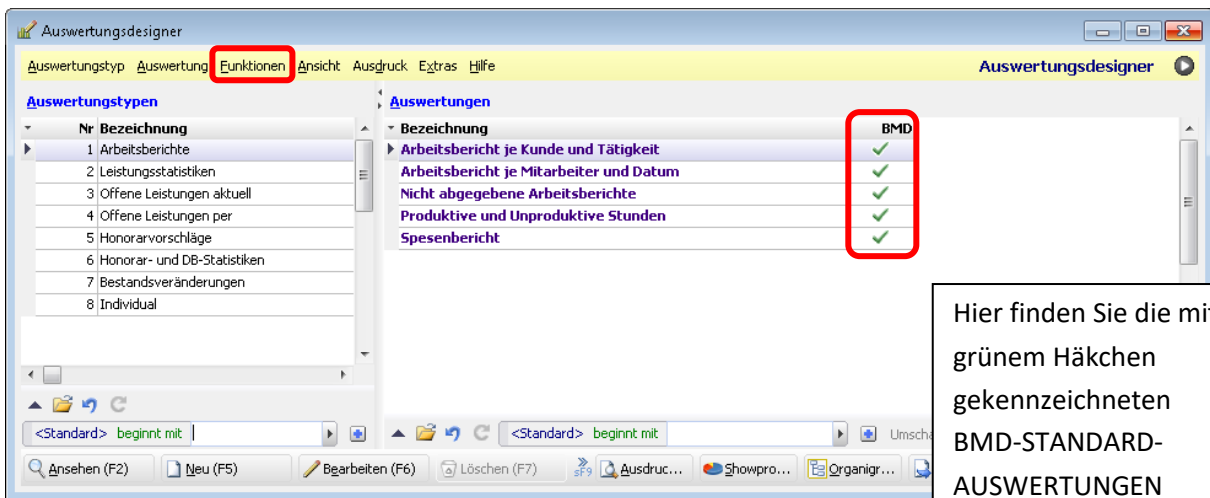 Auswertungsdesigner
Auswertungstyp Auswertung Funktionen Ansicht Ausdruck Extras Hilfe Auswertungsdesigner
Auswertungstypen
Nr Bezeichnung
1 Arbeitsberichte
2 Leistungsstatistiken
3 Offene Leistungen aktuell
4 Offene Leistungen per
5 Honorarvorschläge
6 Honorar- und DB-Statistiken
7 Bestandsveränderungen
8 Individual
<Standard> beginnt mit
Auswertungen
Bezeichnung BMD
Arbeitsbericht je Kunde und Tätigkeit
Arbeitsbericht je Mitarbeiter und Datum
Nicht abgegebene Arbeitsberichte
Produktive und Unproduktive Stunden
Spesenbericht
<Standard> beginnt mit Umscha
Ansehen (F2) Neu (F5) Bearbeiten (F6) Löschen (F7) sF9 Ausdruc... Showpro... Organigr...
Hier finden Sie die mit
grünem Häkchen
gekennzeichneten
BMD-STANDARD-
AUSWERTUNGEN